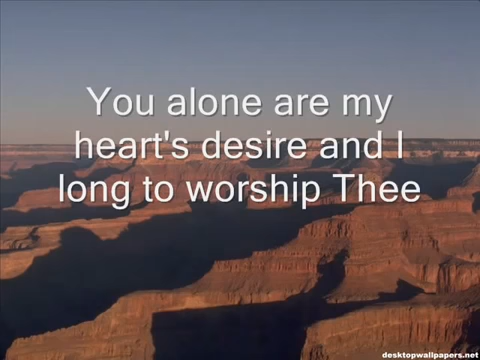 You alone are my
heart's desire and I
long to worship Thee
desktopwallpapers.net